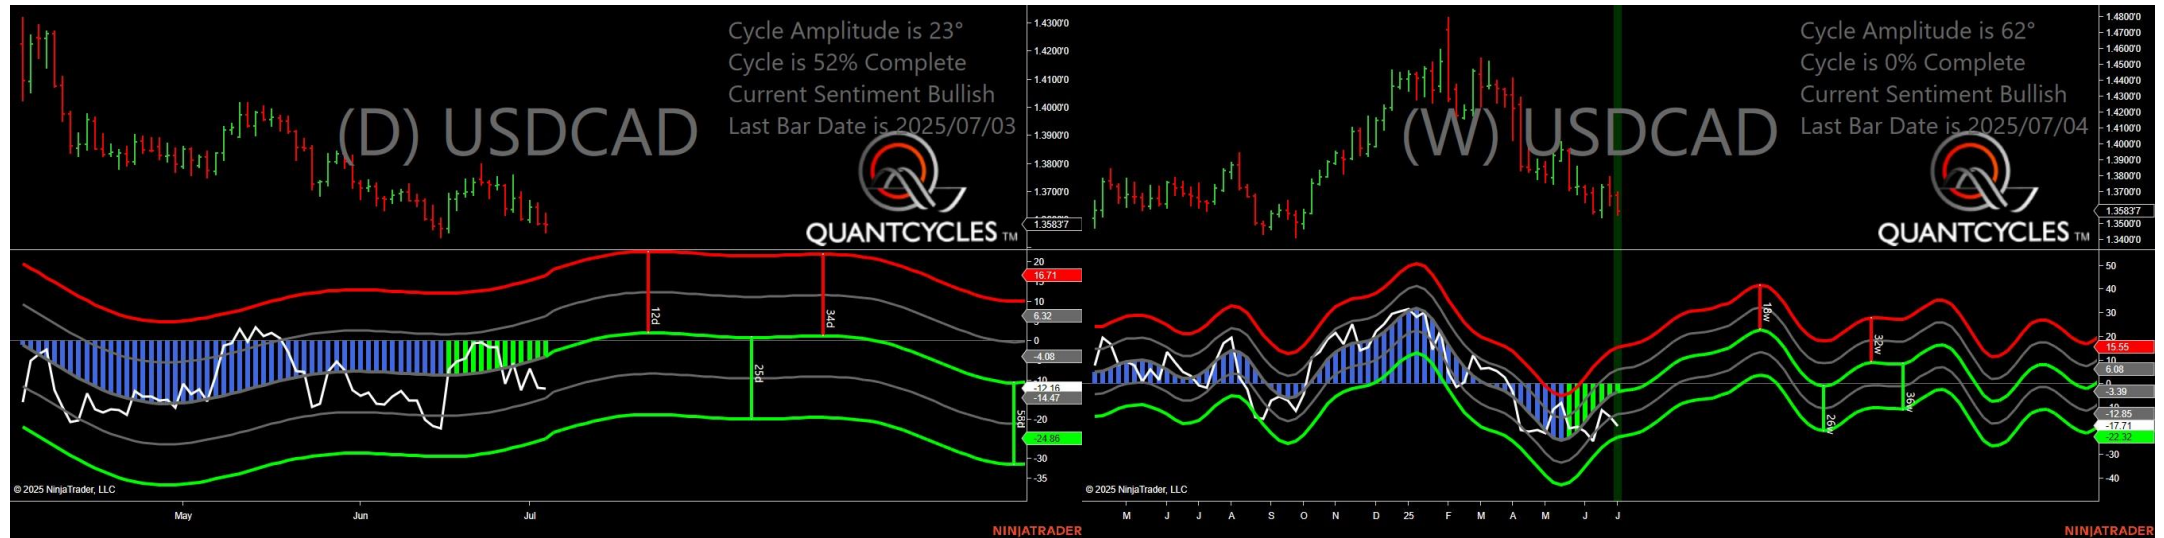 Cycle Amplitude is 23°
Cycle is 52% Complete
Current Sentiment Bullish
Last Bar Date is 2025/07/03
(D) USDCAD
QUANTCYCLES TM
1.4300'0
1.4200'0
1.4100'0
1.4000'0
1.3900'0
1.3800'0
1.3700'0
1.3583'7
20
16.71
10
6.32
0
-4.08
-12.16
-14.47
-20
-24.86
-30
-35
12d
34d
25d
58d
© 2025 NinjaTrader, LLC
May
Jun
Jul
NINJATRADER
Cycle Amplitude is 62°
Cycle is 0% Complete
Current Sentiment Bullish
Last Bar Date is 2025/07/04
(W) USDCAD
QUANTCYCLES TM
1.4800'0
1.4700'0
1.4600'0
1.4500'0
1.4400'0
1.4300'0
1.4200'0
1.4100'0
1.4000'0
1.3900'0
1.3800'0
1.3700'0
1.3583'7
1.3500'0
1.3400'0
50
40
30
20
15.55
10
6.08
0
-3.39
-12.85
-17.71
-22.32
-30
-40
18w
32w
26w
36w
© 2025 NinjaTrader, LLC
M
J
J
A
S
O
N
D
25
F
M
A
M
J
J
NINJATRADER